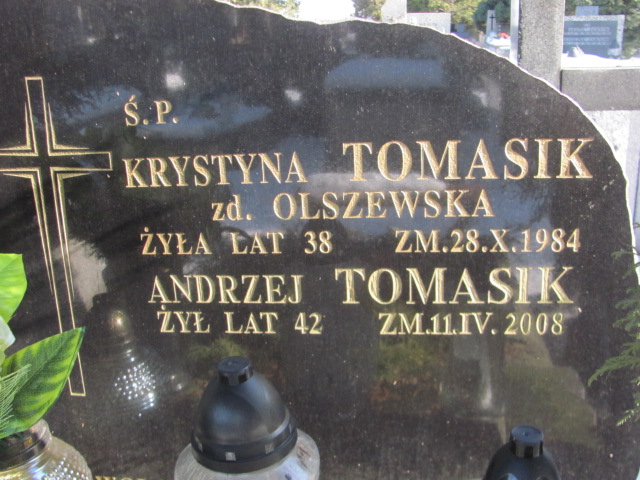 Ś.P.
KRYSTYNA TOMASIK
zd. OLSZEWSKA
ŻYŁA LAT 38 ZM.28.X.1984
ANDRZEJ TOMASIK
ŻYŁ LAT 42 ZM.11.IV.2008